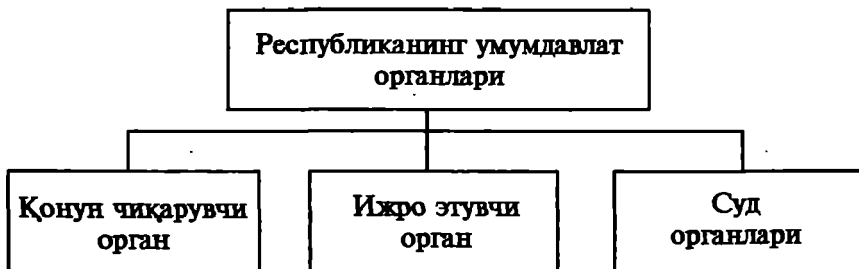 Республиканинг умумдавлат
органлари
Қонун чиқарувчи
орган
Ижро этувчи
орган
Суд
органлари